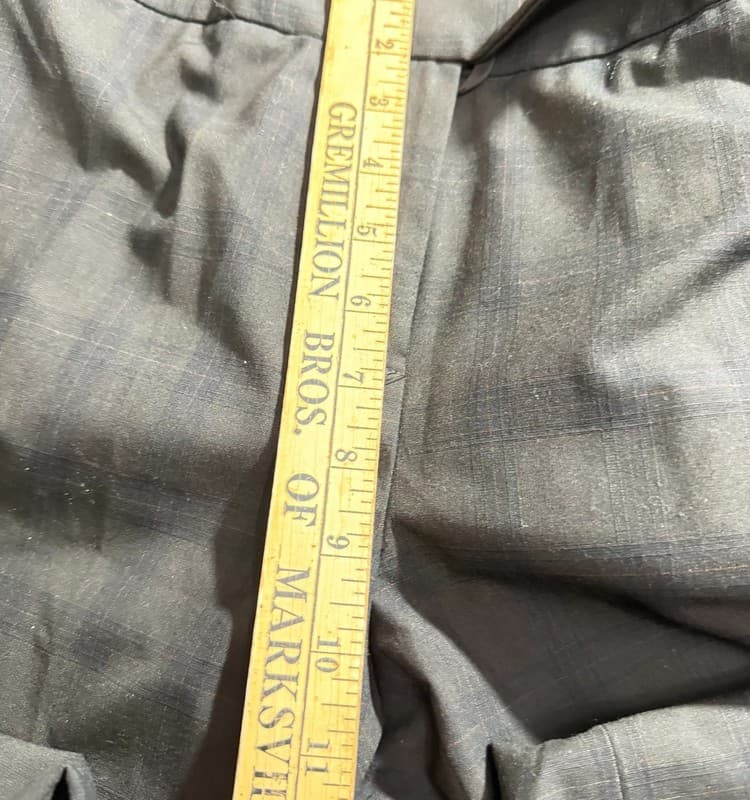 GREMILLION BROS. OF MARKSVI
2 3 4 5 6 7 8 9 10 11